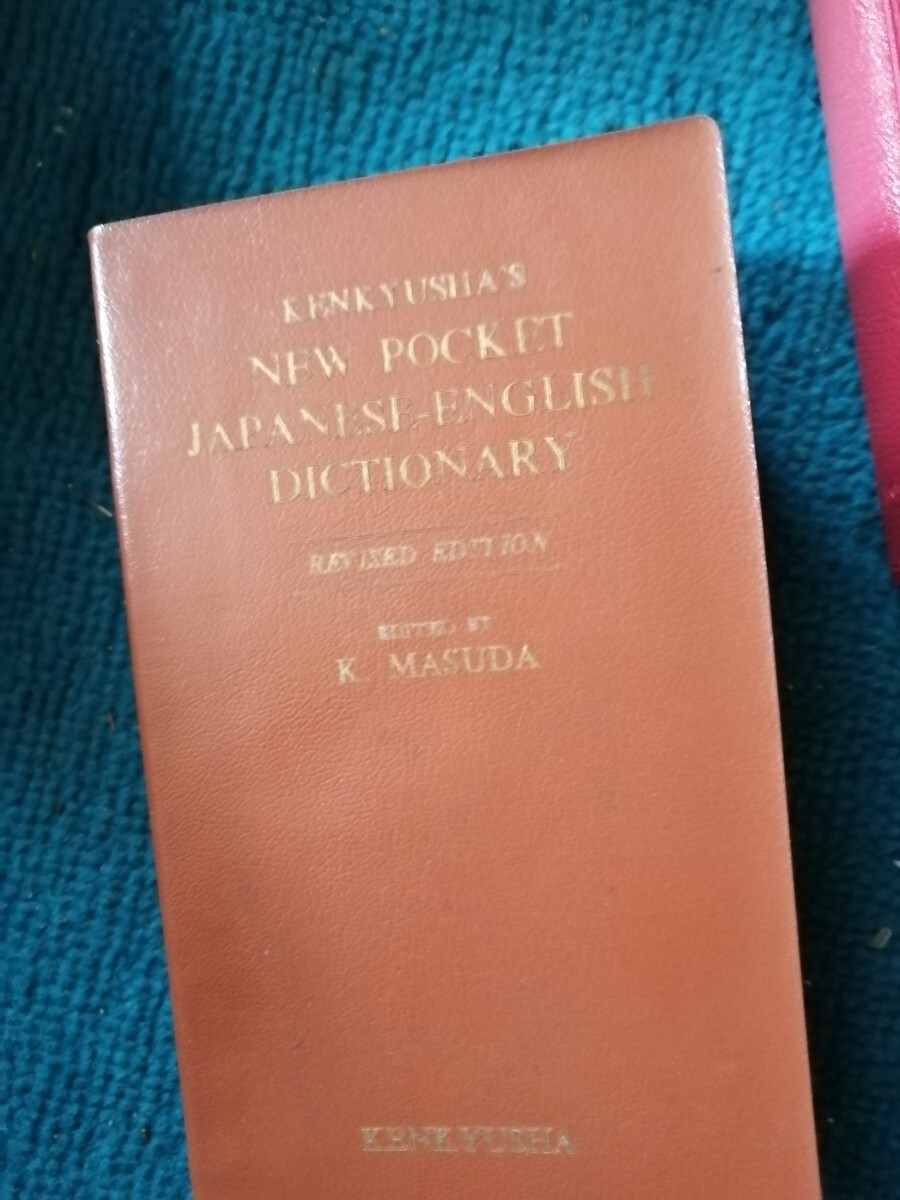 KENKYUSHA'S
NEW POCKET
JAPANESE-ENGLISH
DICTIONARY
REVISED EDITION
EDITED BY
K. MASUDA
KENKYUSHA